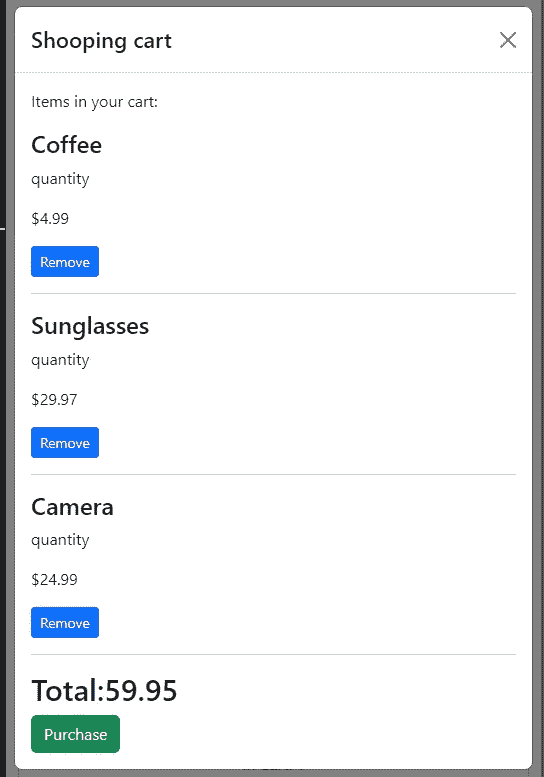 Shooping cart
Items in your cart:
Coffee
quantity
$4.99
Remove
Sunglasses
quantity
$29.97
Remove
Camera
quantity
$24.99
Remove
Total:59.95
Purchase